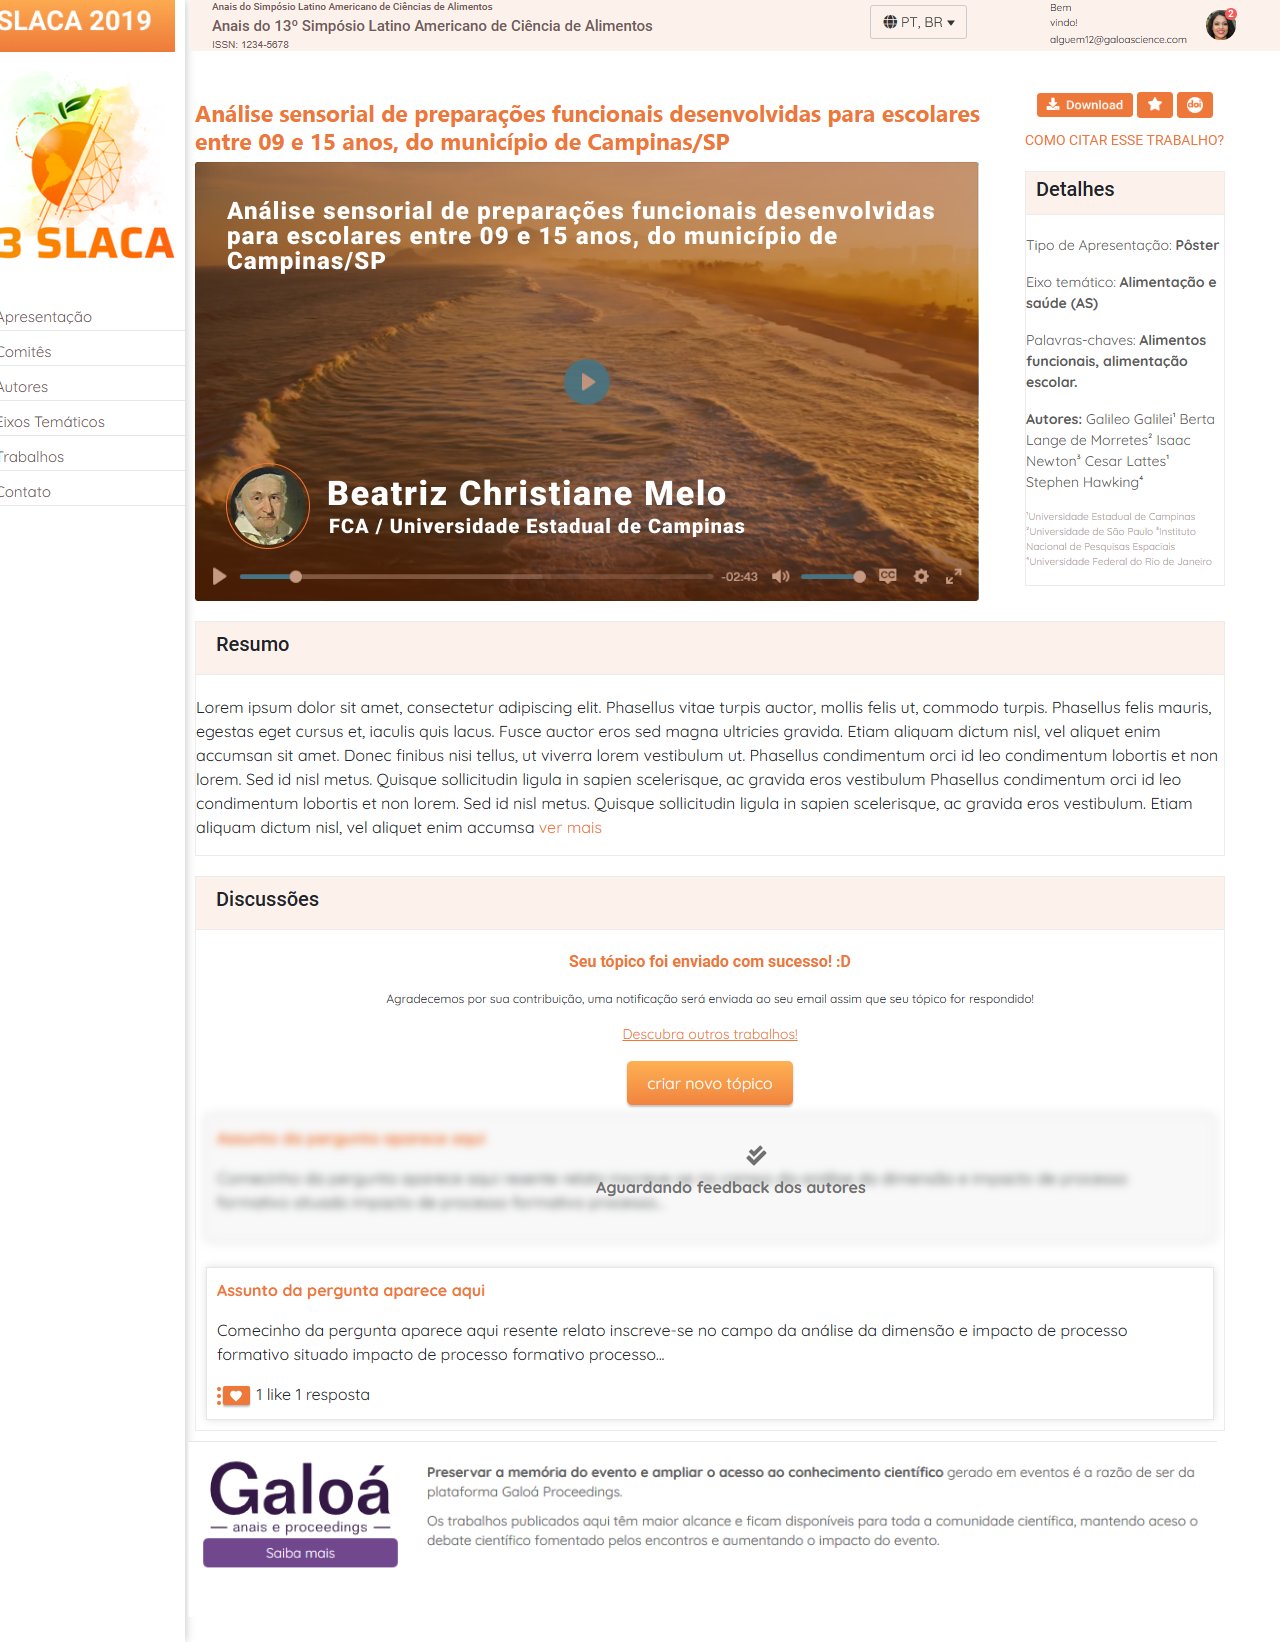 SLACA 2019
Anais do Simpósio Latino Americano de Ciências de Alimentos
Anais do 13º Simpósio Latino Americano de Ciência de Alimentos
ISSN: 1234-5678
PT, BR
Bem
vindo!
alguem12@galoascience.com
2
3 SLACA
Apresentação
Comitês
Autores
Eixos Temáticos
Trabalhos
Contato
Análise sensorial de preparações funcionais desenvolvidas para escolares
entre 09 e 15 anos, do município de Campinas/SP
Análise sensorial de preparações funcionais desenvolvidas
para escolares entre 09 e 15 anos, do município de
Campinas/SP
Beatriz Christiane Melo
FCA / Universidade Estadual de Campinas
-02:43
CC
Download
doi
COMO CITAR ESSE TRABALHO?
Detalhes
Tipo de Apresentação: Pôster
Eixo temático: Alimentação e
saúde (AS)
Palavras-chaves: Alimentos
funcionais, alimentação
escolar.
Autores: Galileo Galilei¹ Berta
Lange de Morretes² Isaac
Newton³ Cesar Lattes¹
Stephen Hawking⁴
¹Universidade Estadual de Campinas
²Universidade de São Paulo ³Instituto
Nacional de Pesquisas Espaciais
⁴Universidade Federal do Rio de Janeiro
Resumo
Lorem ipsum dolor sit amet, consectetur adipiscing elit. Phasellus vitae turpis auctor, mollis felis ut, commodo turpis. Phasellus felis mauris,
egestas eget cursus et, iaculis quis lacus. Fusce auctor eros sed magna ultricies gravida. Etiam aliquam dictum nisl, vel aliquet enim
accumsan sit amet. Donec finibus nisi tellus, ut viverra lorem vestibulum ut. Phasellus condimentum orci id leo condimentum lobortis et non
lorem. Sed id nisl metus. Quisque sollicitudin ligula in sapien scelerisque, ac gravida eros vestibulum Phasellus condimentum orci id leo
condimentum lobortis et non lorem. Sed id nisl metus. Quisque sollicitudin ligula in sapien scelerisque, ac gravida eros vestibulum. Etiam
aliquam dictum nisl, vel aliquet enim accumsa ver mais
Discussões
Seu tópico foi enviado com sucesso! :D
Agradecemos por sua contribuição, uma notificação será enviada ao seu email assim que seu tópico for respondido!
Descubra outros trabalhos!
criar novo tópico
Assunto da pergunta aparece aqui
Aguardando feedback dos autores
Assunto da pergunta aparece aqui
Comecinho da pergunta aparece aqui resente relato inscreve-se no campo da análise da dimensão e impacto de processo
formativo situado impacto de processo formativo processo...
1 like 1 resposta
Galoá
anais e proceedings
Saiba mais
Preservar a memória do evento e ampliar o acesso ao conhecimento científico gerado em eventos é a razão de ser da
plataforma Galoá Proceedings.
Os trabalhos publicados aqui têm maior alcance e ficam disponíveis para toda a comunidade científica, mantendo aceso o
debate científico fomentado pelos encontros e aumentando o impacto do evento.